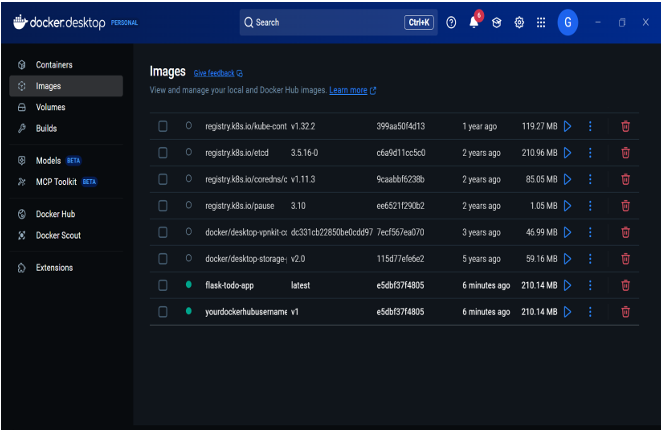 docker.desktop PERSONAL Search Ctrl+K 6 G
Containers
Images
Volumes
Builds
Models BETA
MCP Toolkit BETA
Docker Hub
Docker Scout
Extensions
Images Give feedback
View and manage your local and Docker Hub images. Learn more
registry.k8s.io/kube-cont v1.32.2 399aa50f4d13 1 year ago 119.27 MB
registry.k8s.io/etcd 3.5.16-0 c6a9d11cc5c0 2 years ago 210.96 MB
registry.k8s.io/coredns/c v1.11.3 9caabbf6238b 2 years ago 85.05 MB
registry.k8s.io/pause 3.10 ee6521f290b2 2 years ago 1.05 MB
docker/desktop-vpnkit-cc dc331cb22850be0cdd97 7ecf567ea070 3 years ago 46.99 MB
docker/desktop-storage- v2.0 115d77efe6e2 5 years ago 59.16 MB
flask-todo-app latest e5dbf37f4805 6 minutes ago 210.14 MB
yourdockerhubusername v1 e5dbf37f4805 6 minutes ago 210.14 MB